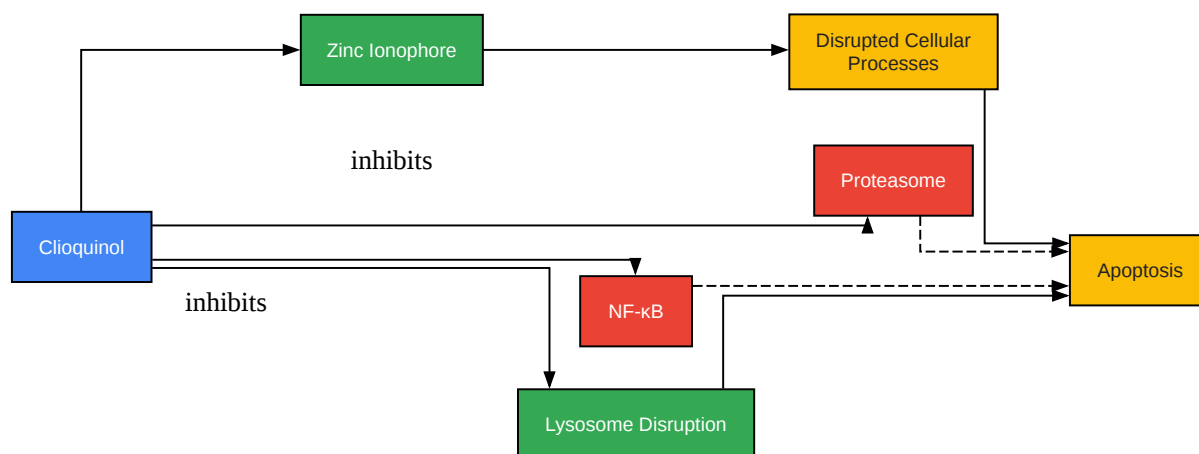 Zinc Ionophore
Disrupted Cellular
Processes
inhibits
Proteasome
Clioquinol
Apoptosis
inhibits
NF-κB
Lysosome Disruption